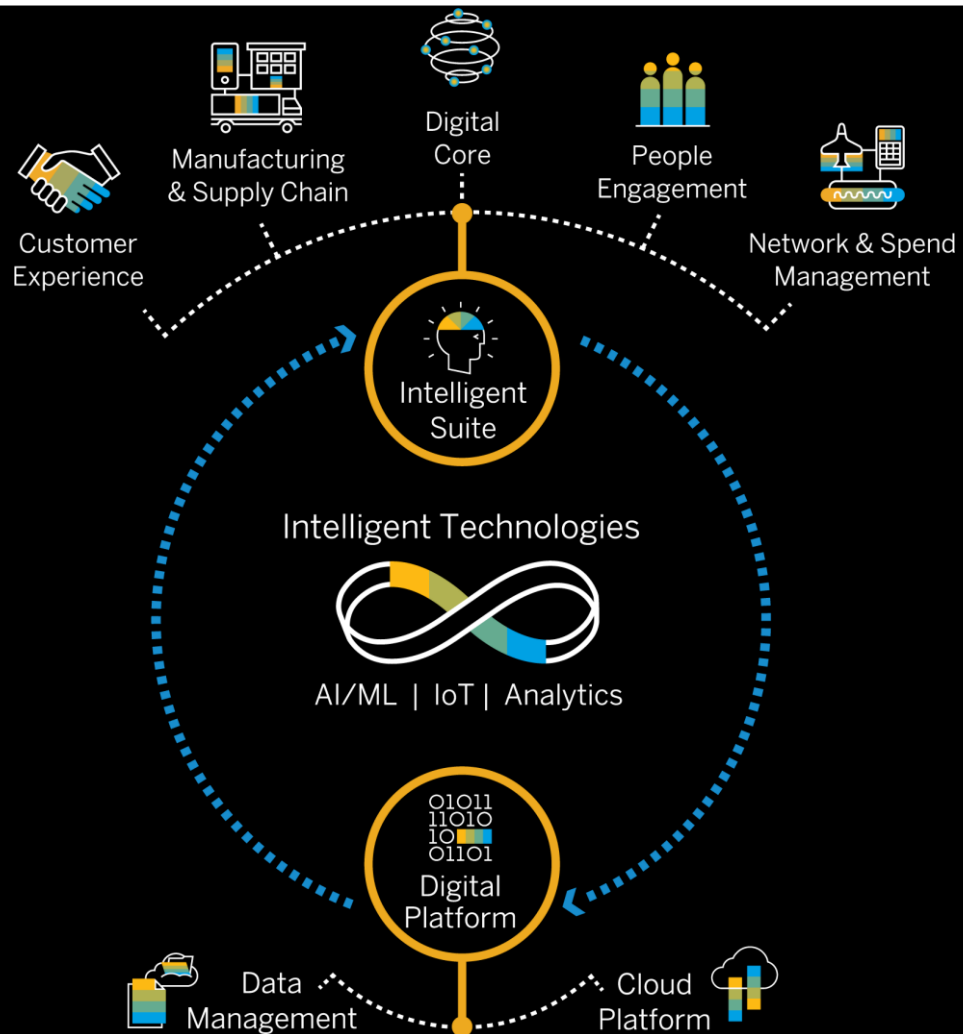 Digital
Core
Manufacturing
& Supply Chain
People
Engagement
Customer
Experience
Network & Spend
Management
Intelligent
Suite
Intelligent Technologies
AI/ML | IoT | Analytics
01011
11010
10
01101
Digital
Platform
Data
Management
Cloud
Platform